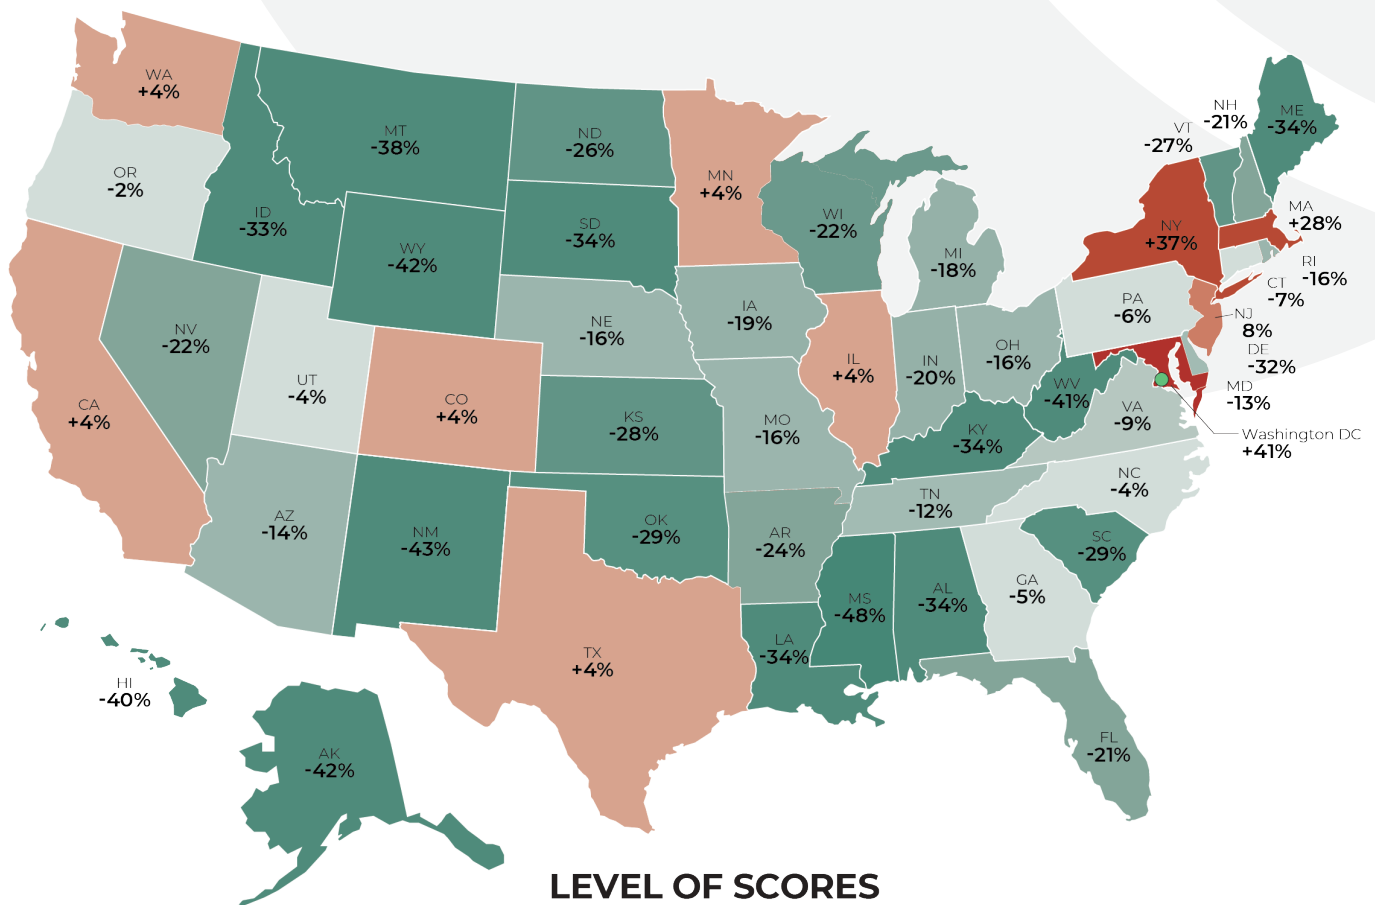 WA
+4%
OR
-2%
CA
+4%
NV
-22%
ID
-33%
MT
-38%
WY
-42%
UT
-4%
AZ
-14%
CO
+4%
NM
-43%
ND
-26%
SD
-34%
NE
-16%
KS
-28%
OK
-29%
TX
+4%
MN
+4%
IA
-19%
MO
-16%
AR
-24%
LA
-34%
WI
-22%
IL
+4%
MI
-18%
IN
-20%
OH
-16%
KY
-34%
TN
-12%
MS
-48%
AL
-34%
GA
-5%
FL
-21%
SC
-29%
NC
-4%
VA
-9%
WV
-41%
PA
-6%
NY
+37%
VT
-27%
NH
-21%
ME
-34%
MA
+28%
RI
-16%
CT
-7%
NJ
8%
DE
-32%
MD
-13%
Washington DC
+41%
HI
-40%
AK
-42%
LEVEL OF SCORES